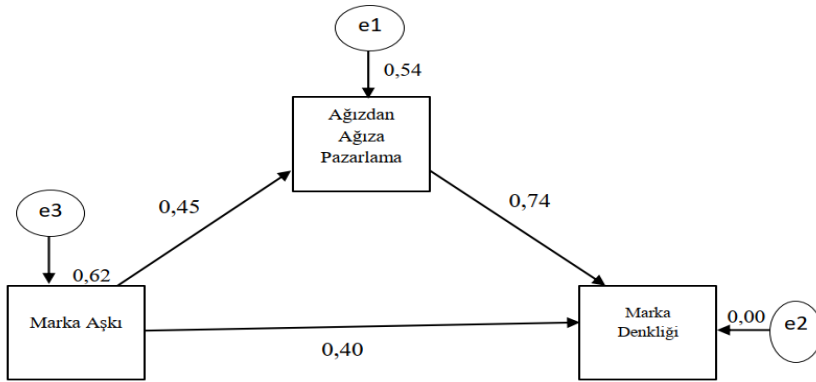 e1
0,54
Ağızdan
Ağıza
Pazarlama
0,45
0,74
e3
0,62
Marka Aşkı
0,40
Marka
Denkliği
0,00
e2